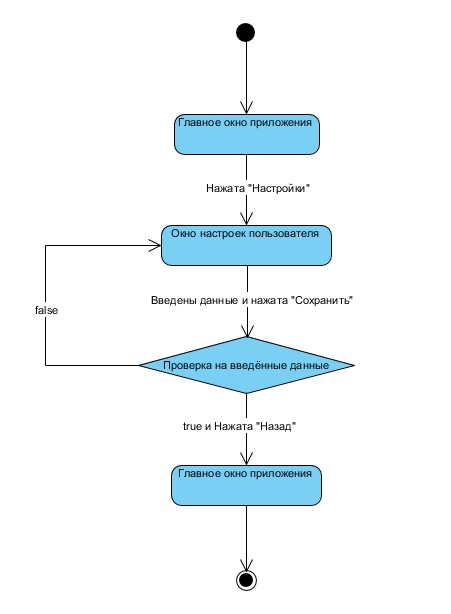 Главное окно приложения
Нажата "Настройки"
Окно настроек пользователя
Введены данные и нажата "Сохранить"
false
Проверка на введённые данные
true и Нажата "Назад"
Главное окно приложения